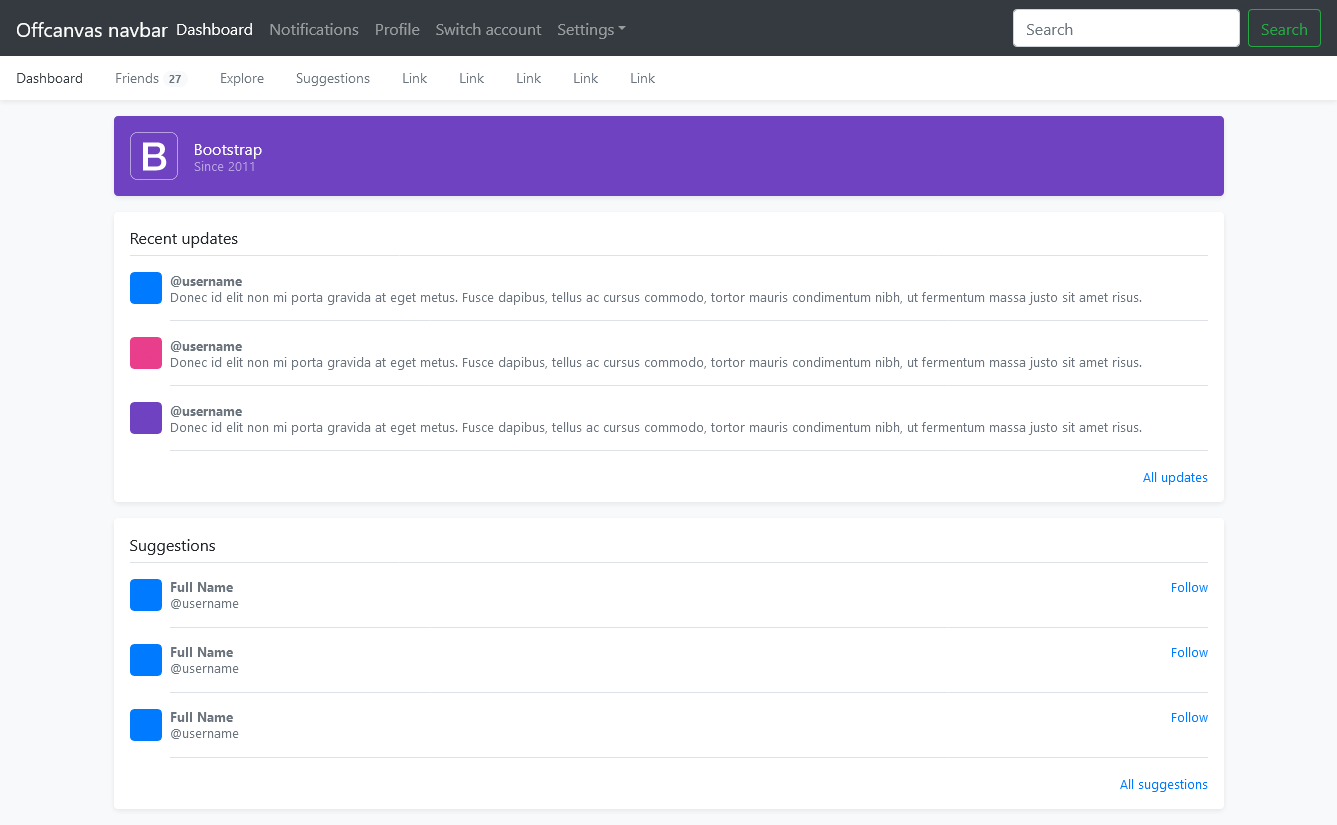 Offcanvas navbar Dashboard Notifications Profile Switch account Settings Search Search
Dashboard Friends 27 Explore Suggestions Link Link Link Link Link
B
Bootstrap
Since 2011
Recent updates
@username
Donec id elit non mi porta gravida at eget metus. Fusce dapibus, tellus ac cursus commodo, tortor mauris condimentum nibh, ut fermentum massa justo sit amet risus.
@username
Donec id elit non mi porta gravida at eget metus. Fusce dapibus, tellus ac cursus commodo, tortor mauris condimentum nibh, ut fermentum massa justo sit amet risus.
@username
Donec id elit non mi porta gravida at eget metus. Fusce dapibus, tellus ac cursus commodo, tortor mauris condimentum nibh, ut fermentum massa justo sit amet risus.
All updates
Suggestions
Full Name Follow
@username
Full Name Follow
@username
Full Name Follow
@username
All suggestions